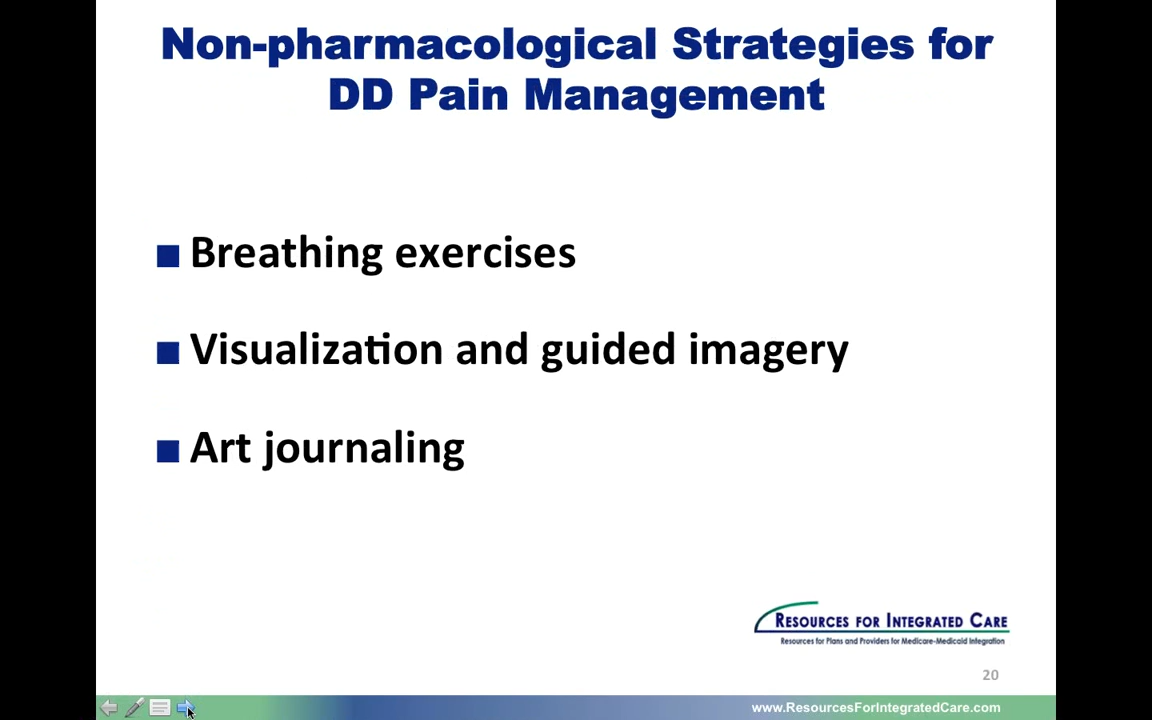 Non-pharmacological Strategies for
DD Pain Management
Breathing exercises
Visualization and guided imagery
Art journaling
RESOURCES FOR INTEGRATED CARE
Resources for Plans and Providers for Medicare-Medicaid Integration
20
www.ResourcesForIntegratedCare.com